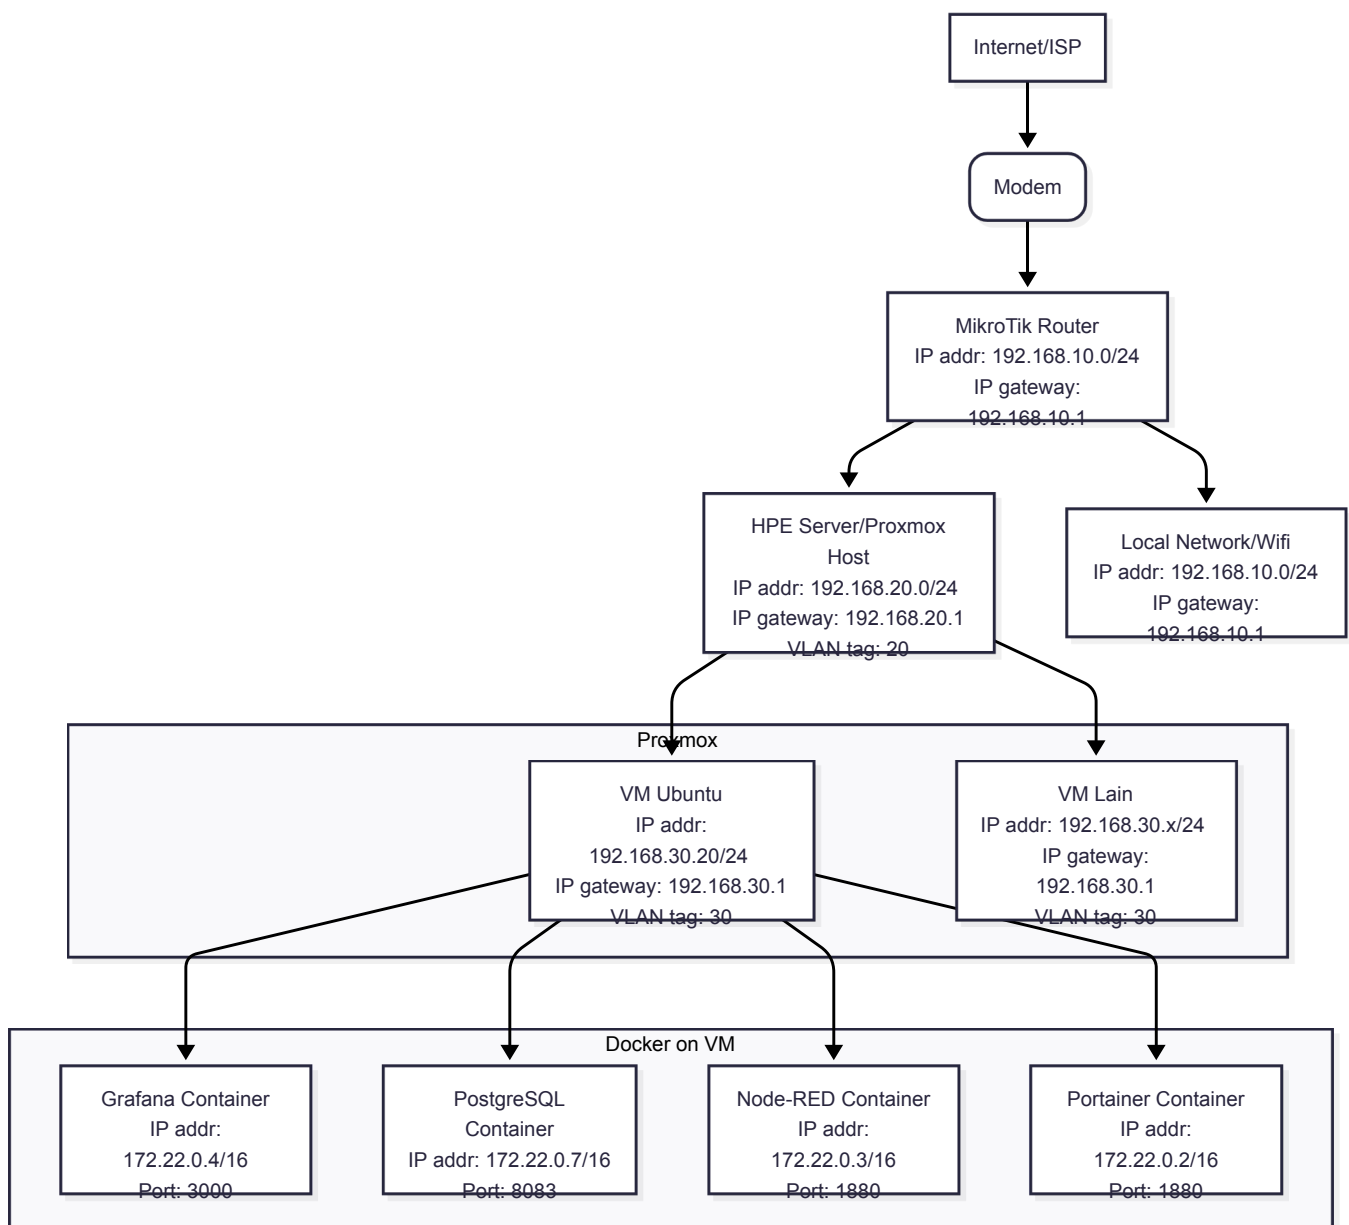 Internet/ISP
Modem
MikroTik Router
IP addr: 192.168.10.0/24
IP gateway:
192.168.10.1
HPE Server/Proxmox
Host
IP addr: 192.168.20.0/24
IP gateway: 192.168.20.1
VLAN tag: 20
Local Network/Wifi
IP addr: 192.168.10.0/24
IP gateway:
192.168.10.1
Proxmox
VM Ubuntu
IP addr:
192.168.30.20/24
IP gateway: 192.168.30.1
VLAN tag: 30
VM Lain
IP addr: 192.168.30.x/24
IP gateway:
192.168.30.1
VLAN tag: 30
Docker on VM
Grafana Container
IP addr:
172.22.0.4/16
Port: 3000
PostgreSQL
Container
IP addr: 172.22.0.7/16
Port: 8083
Node-RED Container
IP addr:
172.22.0.3/16
Port: 1880
Portainer Container
IP addr:
172.22.0.2/16
Port: 1880